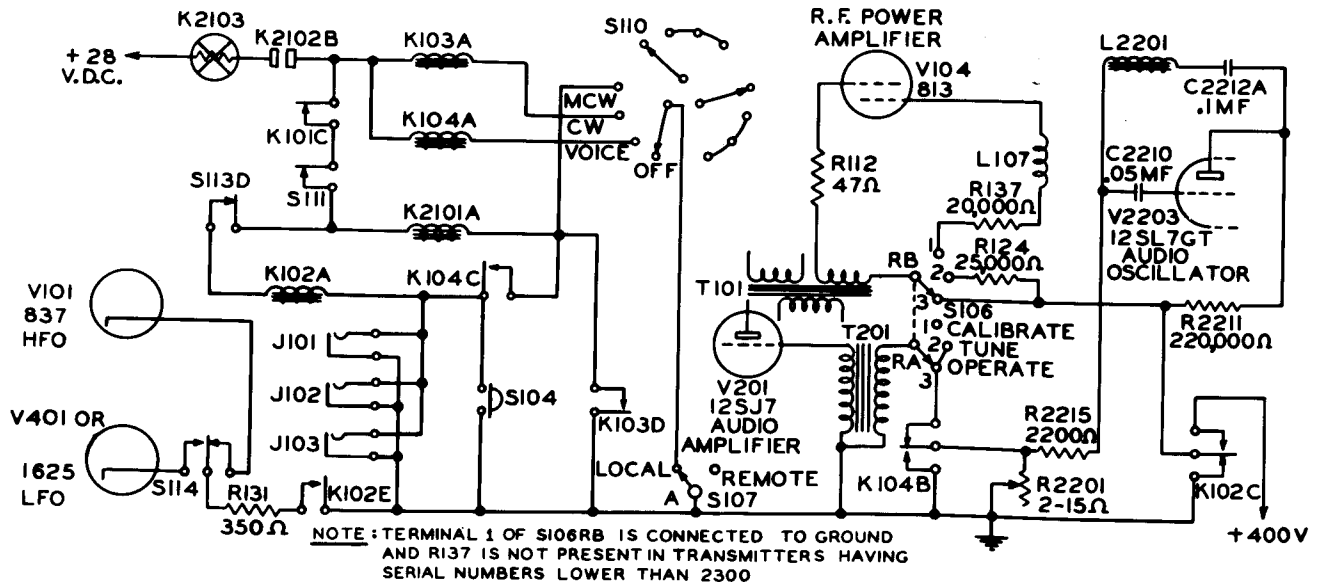 K2103
+ 28
V.D.C.
K2102B
K103A
S110
R.F. POWER
AMPLIFIER
V104
813
L2201
C2212A
.1MF
K101C
K104A
MCW
CW
VOICE
OFF
R112
47Ω
L107
R137
20,000Ω
C2210
.05MF
S113D
S111
K2101A
V2203
12SL7GT
AUDIO
OSCILLATOR
R124
25,000Ω
RB
1
2
3
S106
V101
837
HFO
K102A
K104C
T101
T201
R2211
220,000Ω
1
CALIBRATE
2
TUNE
RA
3
OPERATE
J101
J102
J103
S104
K103D
V201
12SJ7
AUDIO
AMPLIFIER
V401 OR
1625
LFO
S114
R131
350Ω
K102E
LOCAL
REMOTE
A
S107
K104B
R2215
2200Ω
R2201
2-15Ω
K102C
+400V
NOTE: TERMINAL 1 OF S106RB IS CONNECTED TO GROUND
AND R137 IS NOT PRESENT IN TRANSMITTERS HAVING
SERIAL NUMBERS LOWER THAN 2300